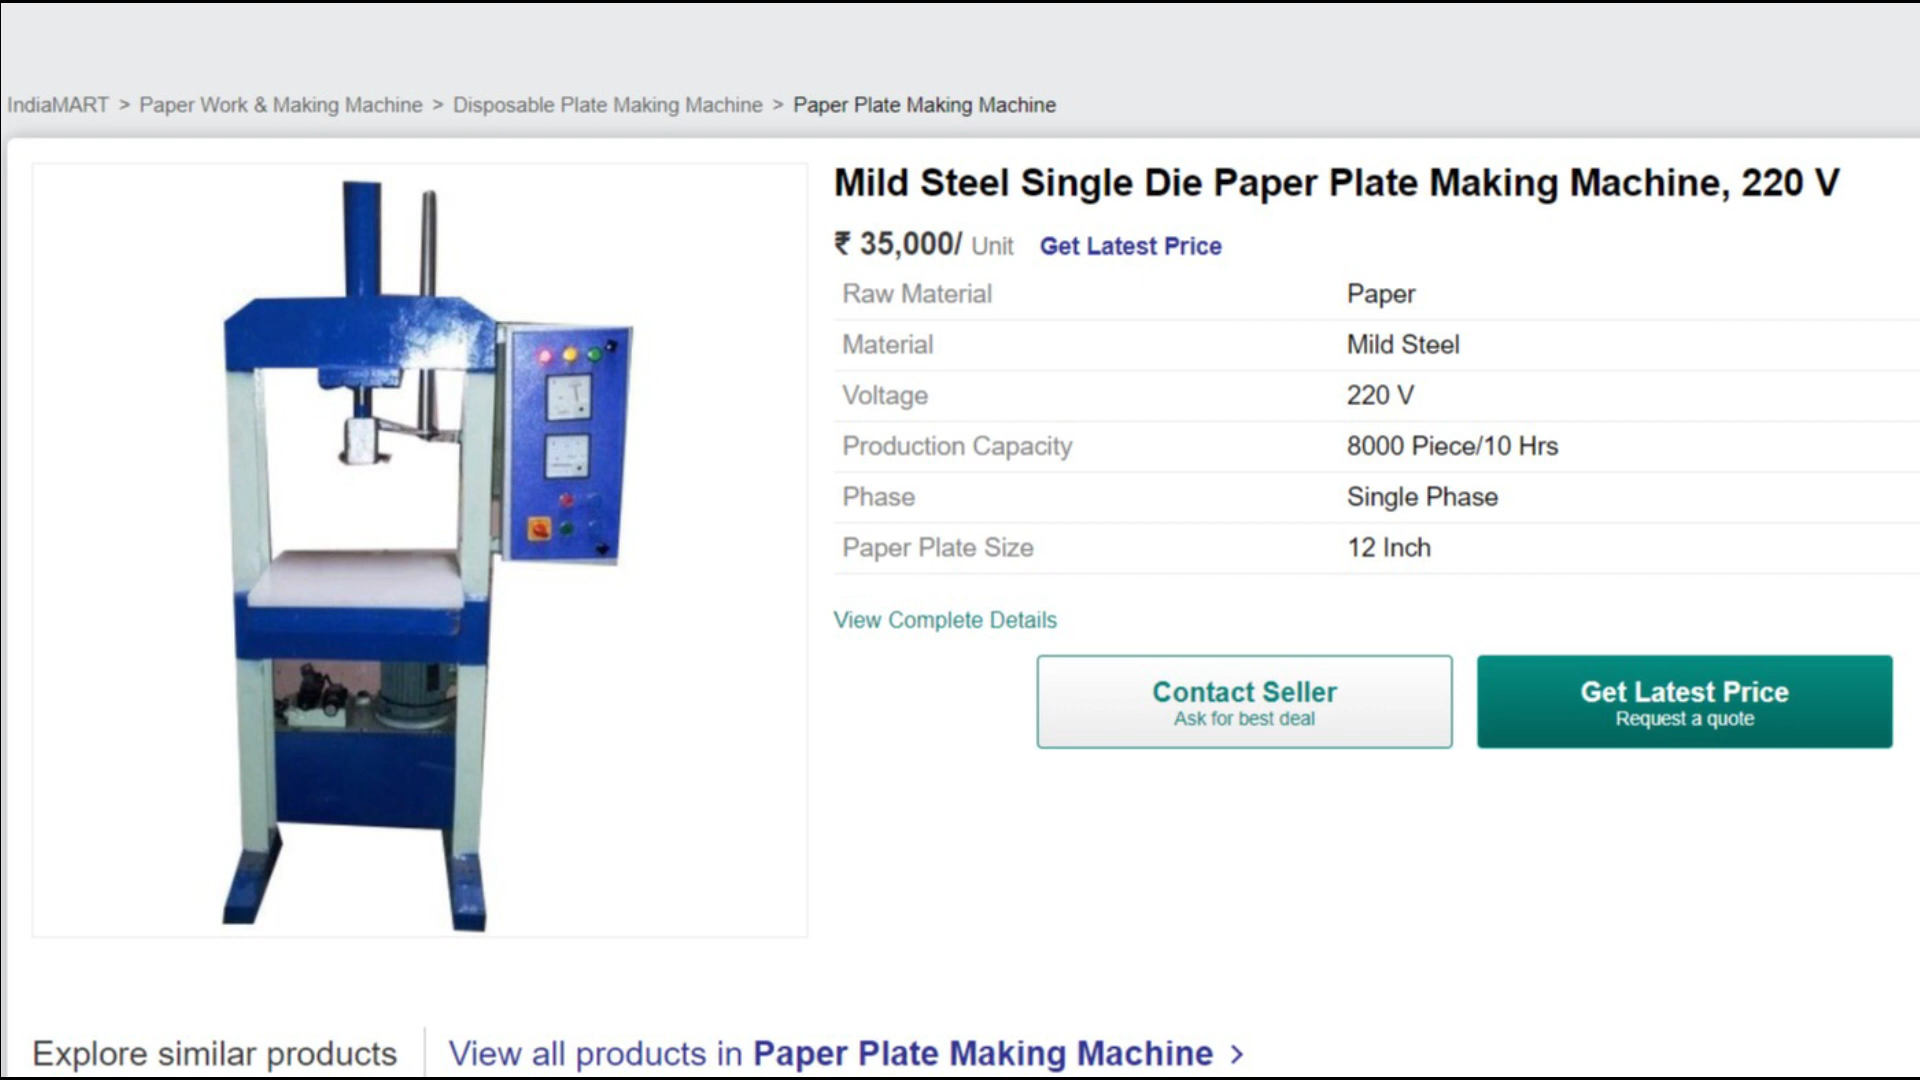 IndiaMART > Paper Work & Making Machine > Disposable Plate Making Machine > Paper Plate Making Machine
Mild Steel Single Die Paper Plate Making Machine, 220 V
₹ 35,000/ Unit Get Latest Price
Raw Material Paper
Material Mild Steel
Voltage 220 V
Production Capacity 8000 Piece/10 Hrs
Phase Single Phase
Paper Plate Size 12 Inch
View Complete Details
Contact Seller
Ask for best deal
Get Latest Price
Request a quote
Explore similar products
View all products in Paper Plate Making Machine >